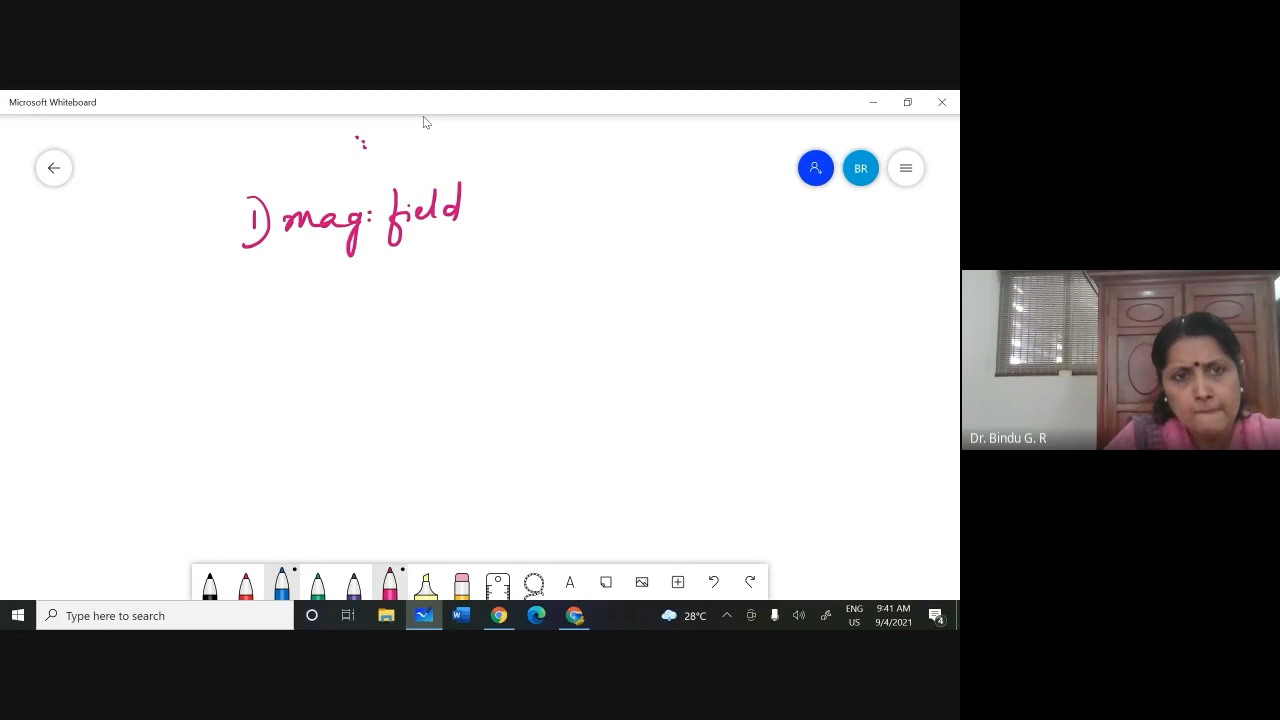 Microsoft Whiteboard
BR
1) mag: field
Dr. Bindu G. R
Type here to search
28°C
ENG
US
9:41 AM
9/4/2021
4